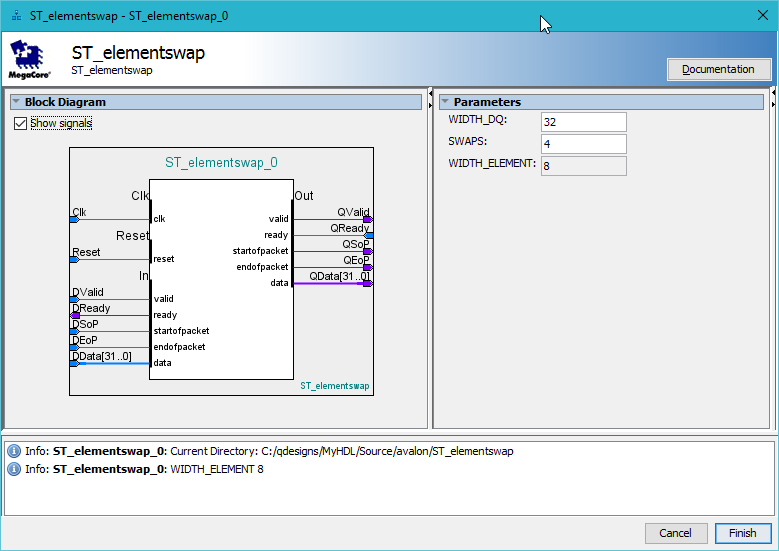 ST_elementswap - ST_elementswap_0
MegaCore®
ST_elementswap
ST_elementswap
Documentation
Block Diagram
Show signals
ST_elementswap_0
Clk
Clk
clk
Reset
Reset
reset
In
DValid
valid
DReady
ready
DSoP
startofpacket
DEoP
endofpacket
DData[31..0]
data
Out
valid
QValid
ready
QReady
startofpacket
QSoP
endofpacket
QEoP
data
QData[31..0]
ST_elementswap
Parameters
WIDTH_DQ: 32
SWAPS: 4
WIDTH_ELEMENT: 8
Info: ST_elementswap_0: Current Directory: C:/qdesigns/MyHDL/Source/avalon/ST_elementswap
Info: ST_elementswap_0: WIDTH_ELEMENT 8
Cancel
Finish